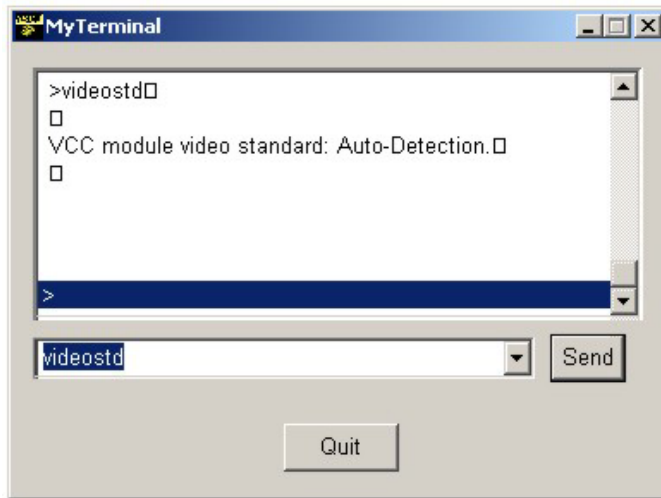 MyTerminal
>videostd□
□
VCC module video standard: Auto-Detection.□
□
>
videostd
Send
Quit